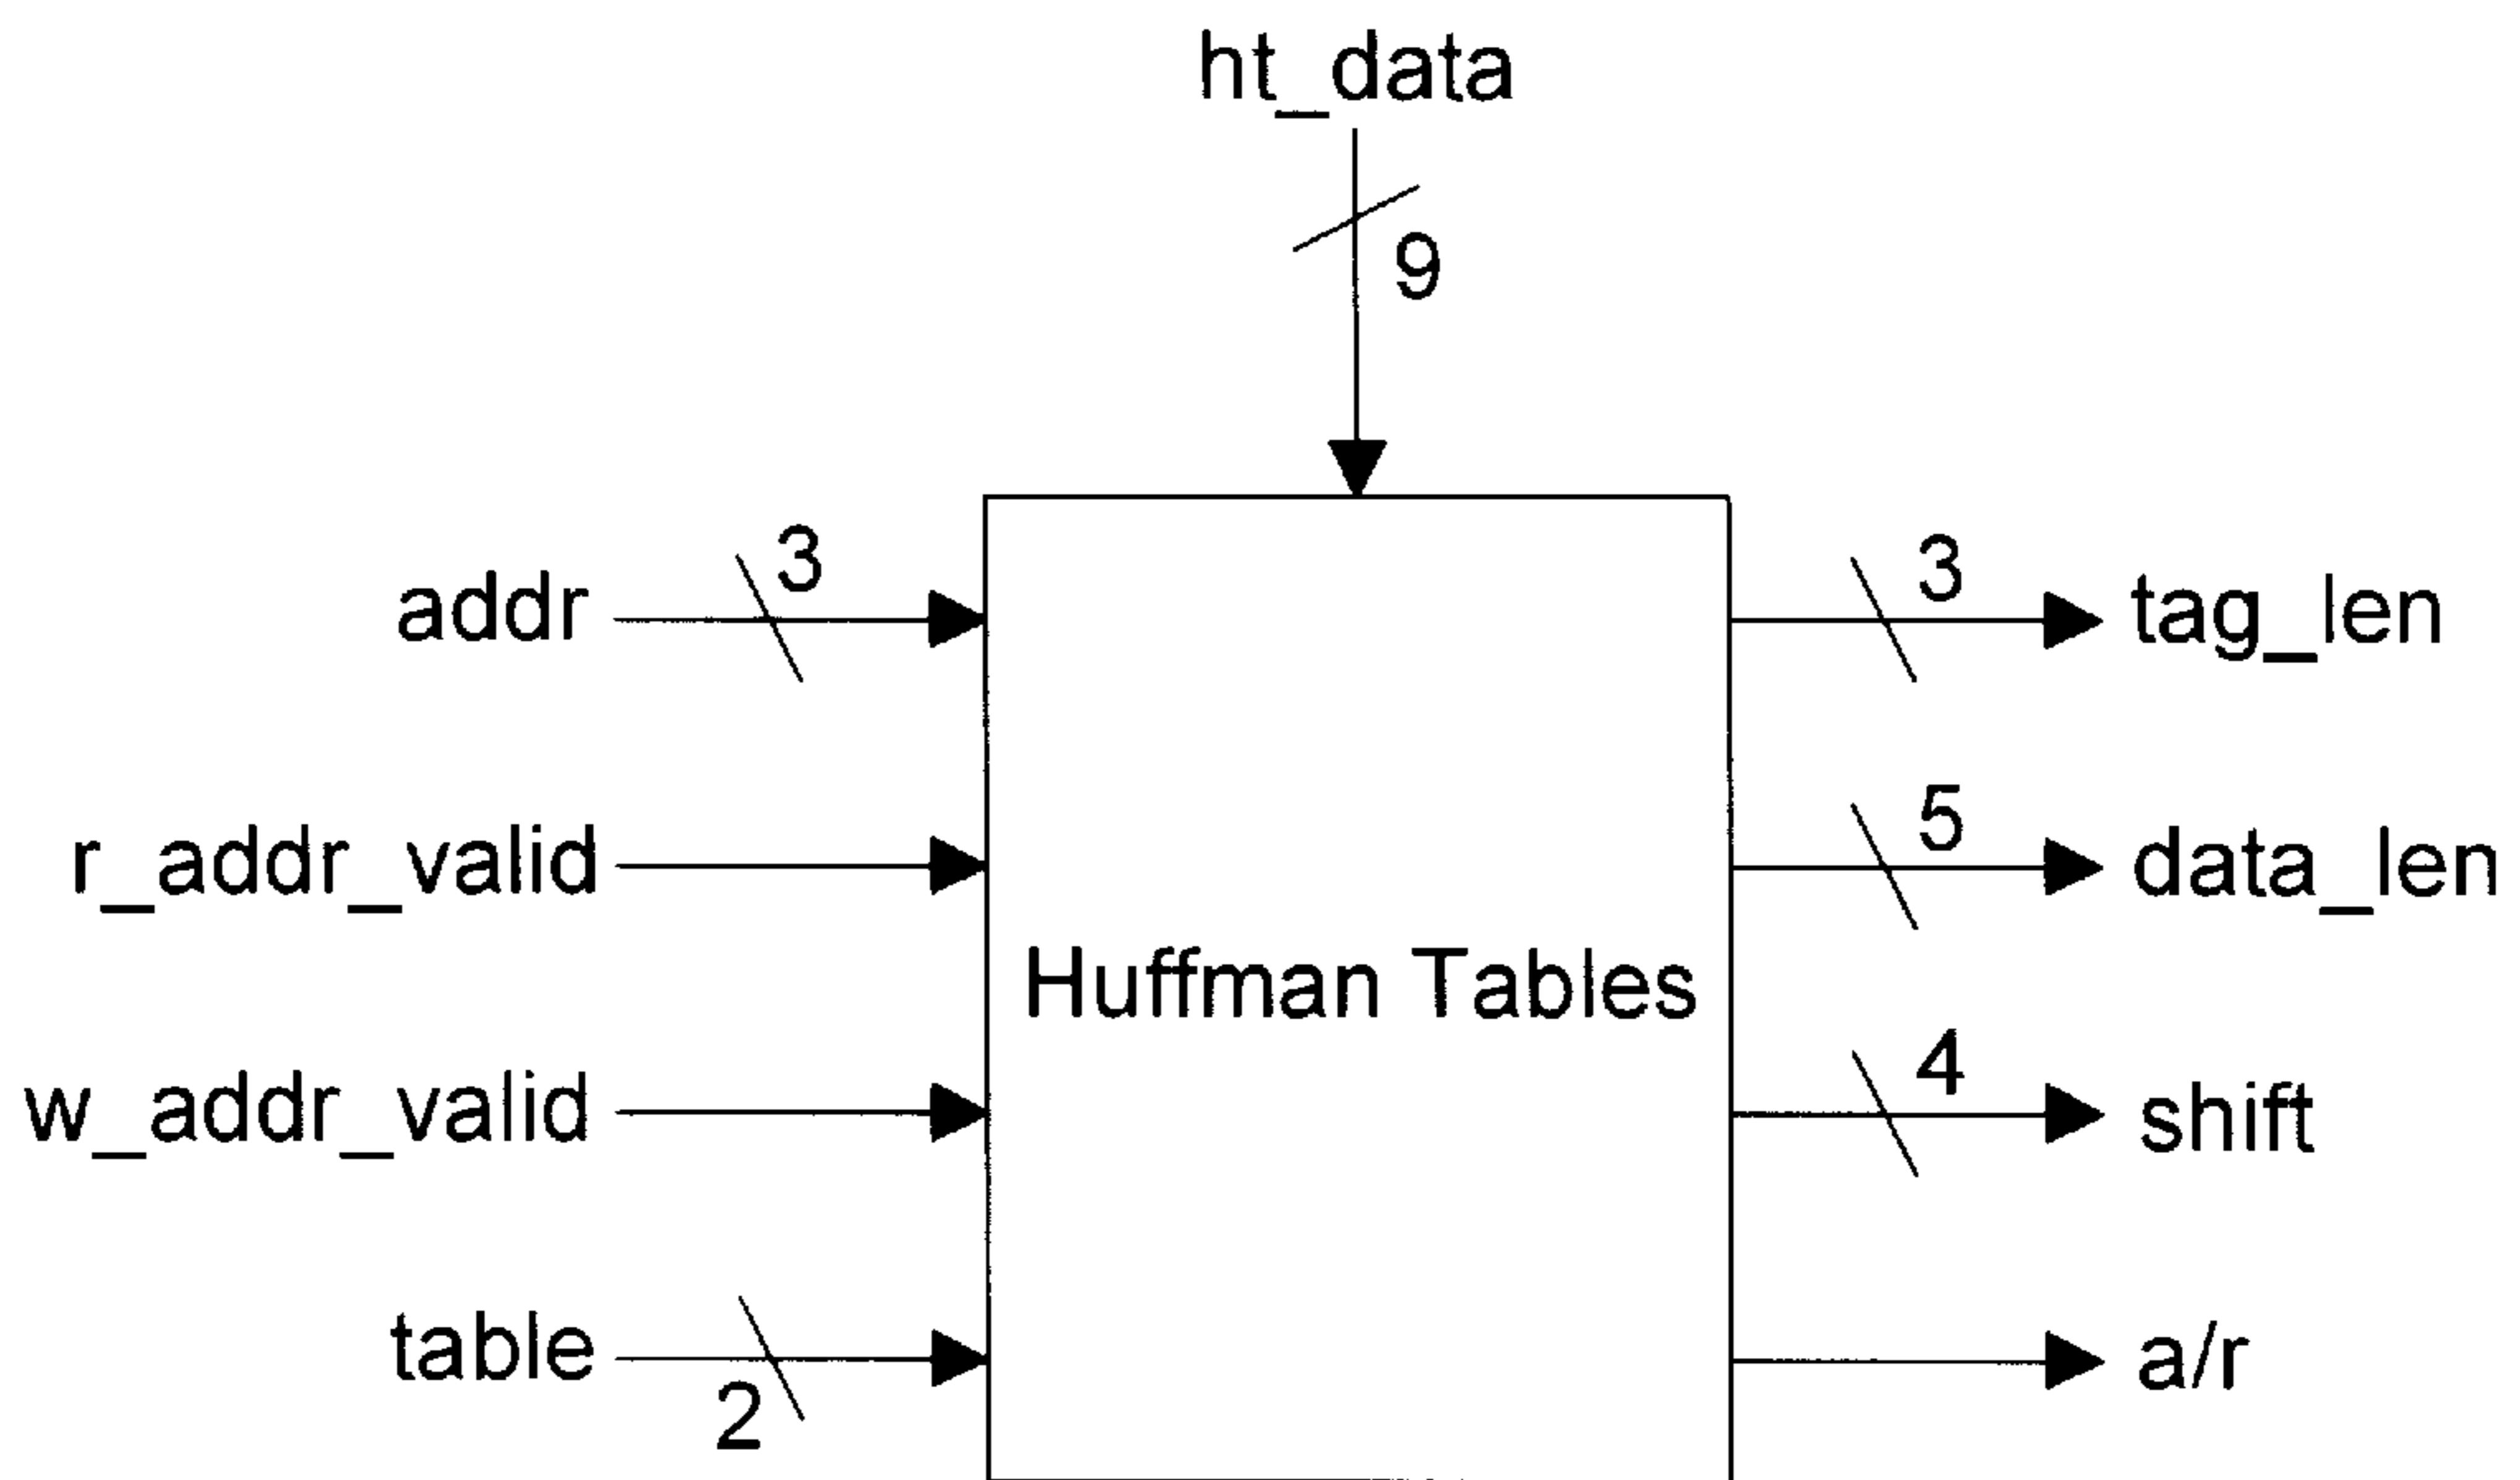 ht_data
9
addr
3
3
tag_len
r_addr_valid
5
data_len
Huffman Tables
w_addr_valid
4
shift
table
2
a/r